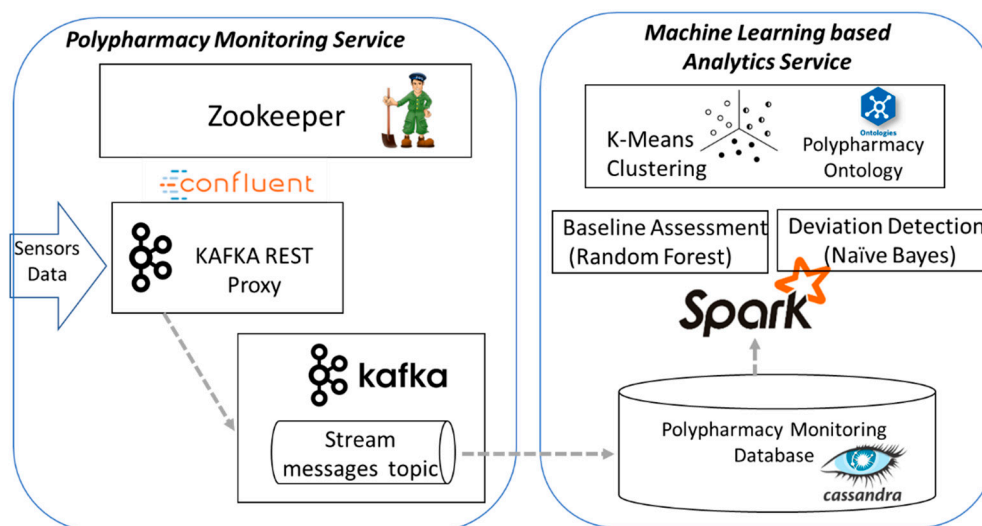 Polypharmacy Monitoring Service
Zookeeper
confluent
Sensors
Data
KAFKA REST
Proxy
kafka
Stream
messages topic
Machine Learning based
Analytics Service
K-Means
Clustering
Ontologies
Polypharmacy
Ontology
Baseline Assessment
(Random Forest)
Deviation Detection
(Naïve Bayes)
Spark
Polypharmacy Monitoring
Database
cassandra